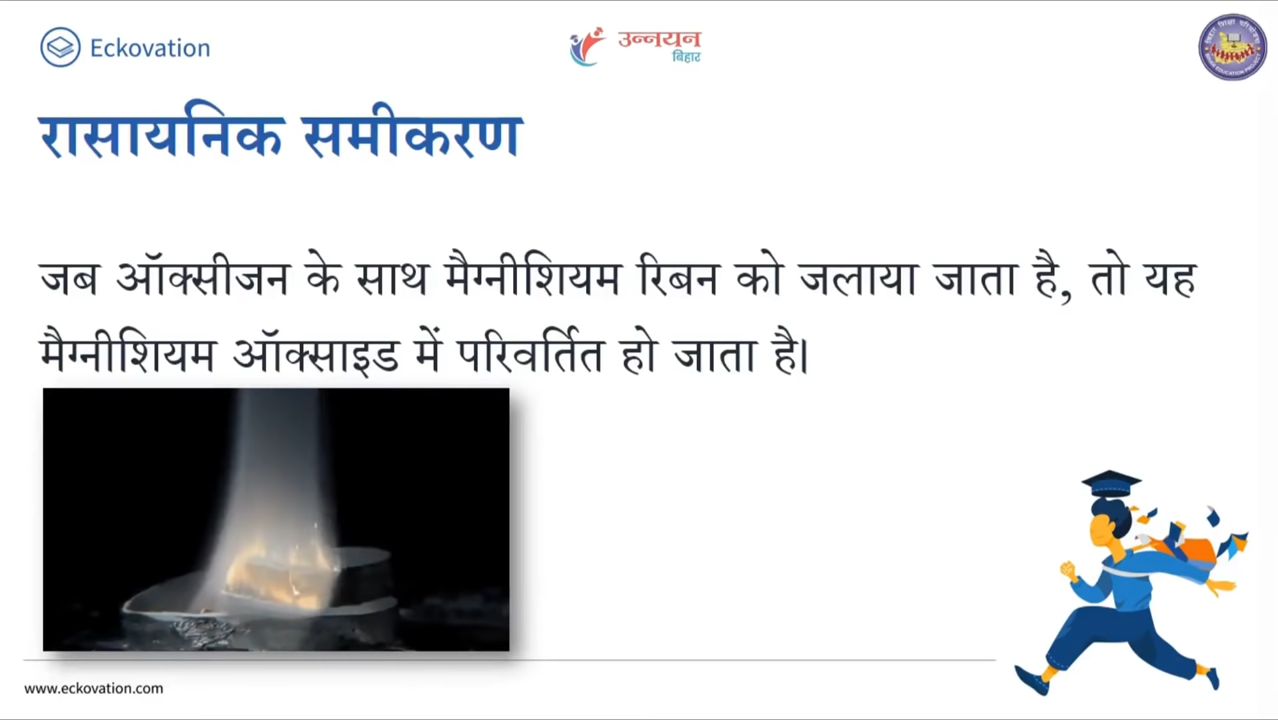 Eckovation
उन्नयन
बिहार
रासायनिक समीकरण
जब ऑक्सीजन के साथ मैग्नीशियम रिबन को जलाया जाता है, तो यह
मैग्नीशियम ऑक्साइड में परिवर्तित हो जाता है।
www.eckovation.com